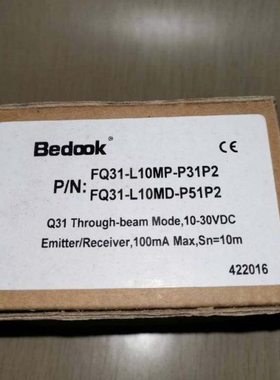 Bedook®
CE
P/N: FQ31-L10MP-P31P2
FQ31-L10MD-P51P2
Q31 Through-beam Mode,10-30VDC
Emitter/Receiver,100mA Max,Sn=10m
422016